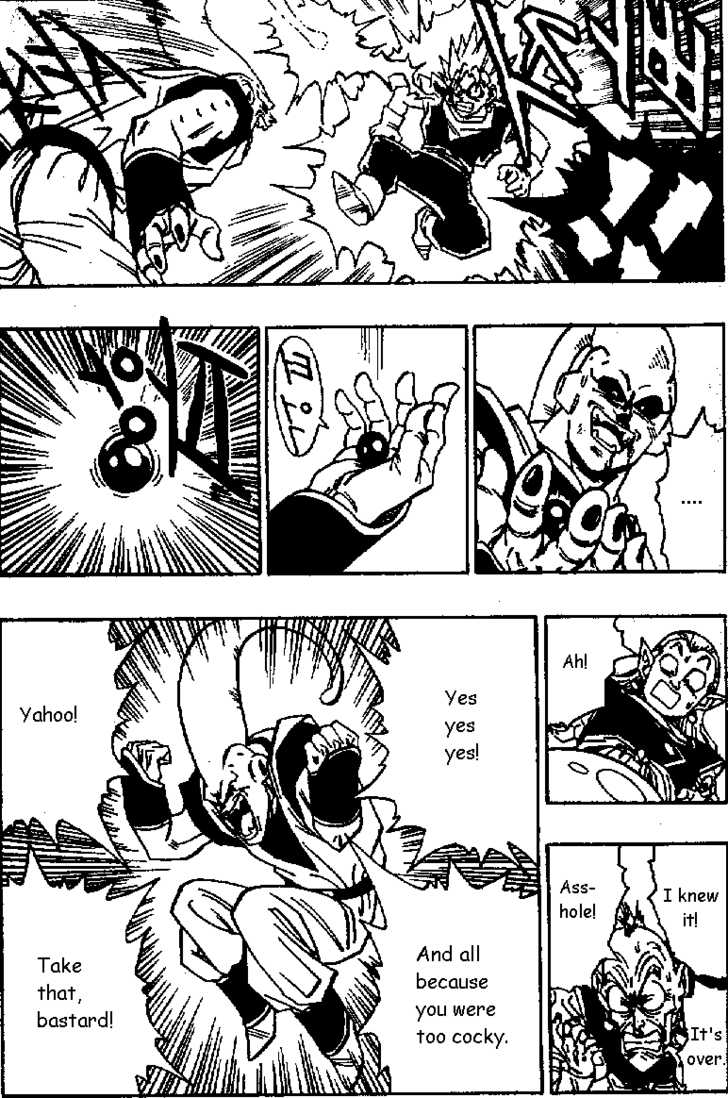 ....
Ah!
Yes
yes
yes!
Yahoo!
And all
because
you were
too cocky.
Take
that,
bastard!
I knew
it!
Ass-
hole!
It's
over.